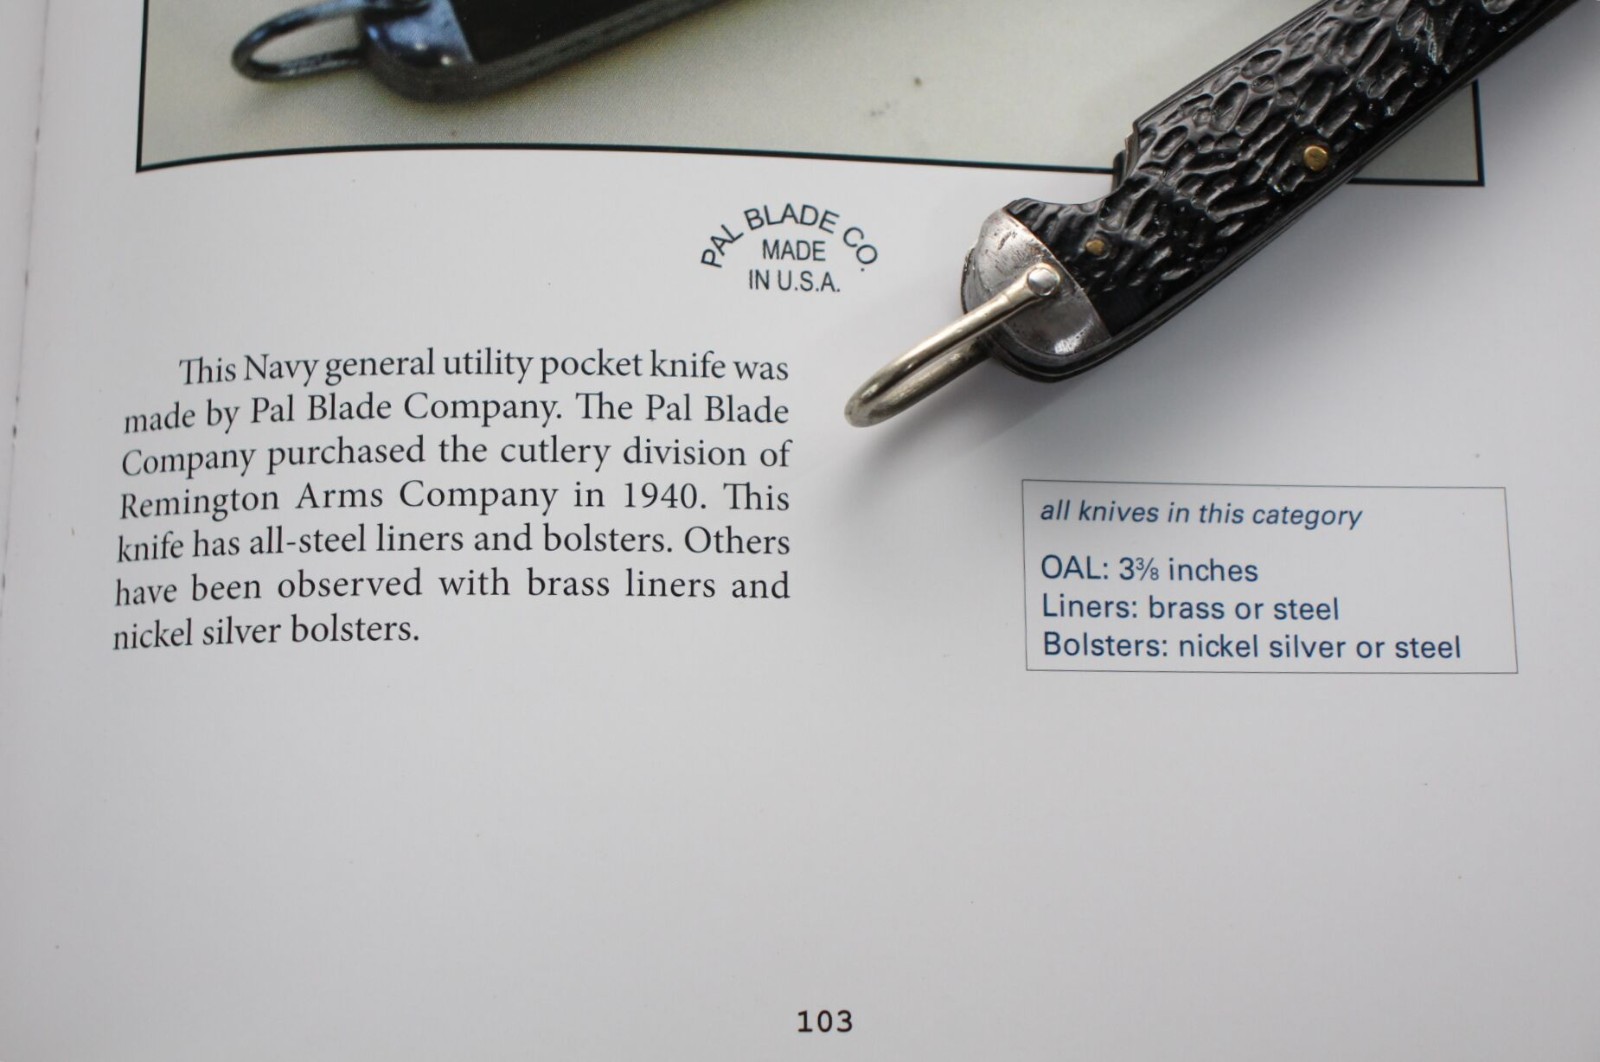 PAL BLADE CO.
MADE
IN U.S.A.
This Navy general utility pocket knife was
made by Pal Blade Company. The Pal Blade
Company purchased the cutlery division of
Remington Arms Company in 1940. This
knife has all-steel liners and bolsters. Others
have been observed with brass liners and
nickel silver bolsters.
all knives in this category
OAL: 3⅜ inches
Liners: brass or steel
Bolsters: nickel silver or steel
103